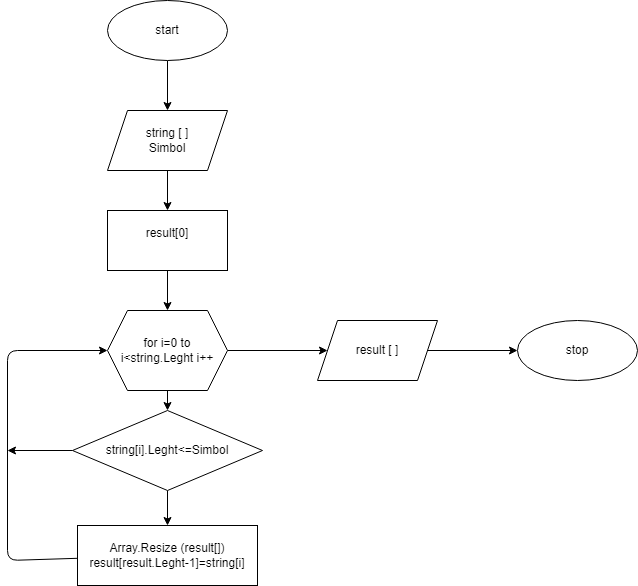 start
string [ ]
Simbol
result[0]
for i=0 to
i<string.Leght i++
result [ ]
stop
string[i].Leght<=Simbol
Array.Resize (result[])
result[result.Leght-1]=string[i]